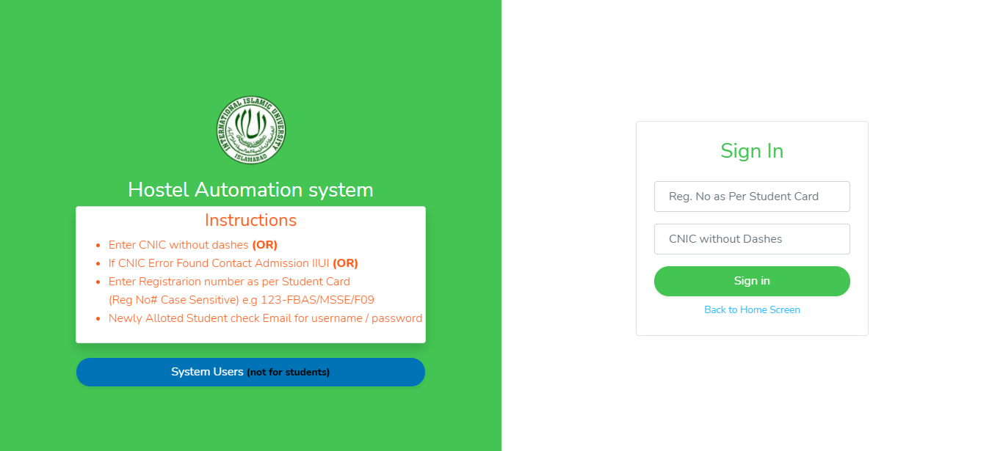 INTERNATIONAL ISLAMIC UNIVERSITY
ISLAMABAD
Hostel Automation system
Instructions
Enter CNIC without dashes (OR)
If CNIC Error Found Contact Admission IIUI (OR)
Enter Registrarion number as per Student Card
(Reg No# Case Sensitive) e.g 123-FBAS/MSSE/F09
Newly Alloted Student check Email for username / password
System Users (not for students)
Sign In
Reg. No as Per Student Card
CNIC without Dashes
Sign in
Back to Home Screen